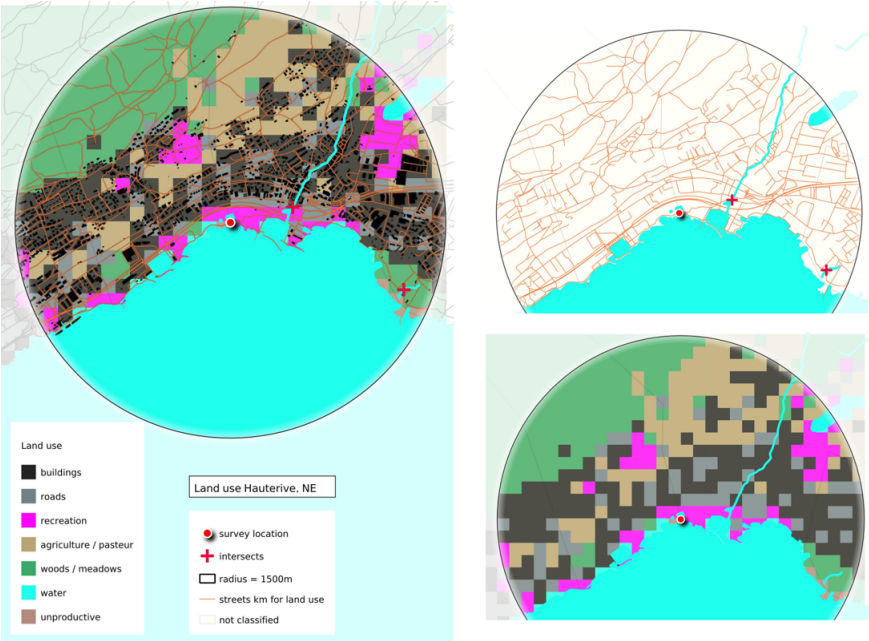 Land use
buildings
roads
recreation
agriculture / pasteur
woods / meadows
water
unproductive
Land use Hauterive, NE
survey location
intersects
radius = 1500m
streets km for land use
not classified